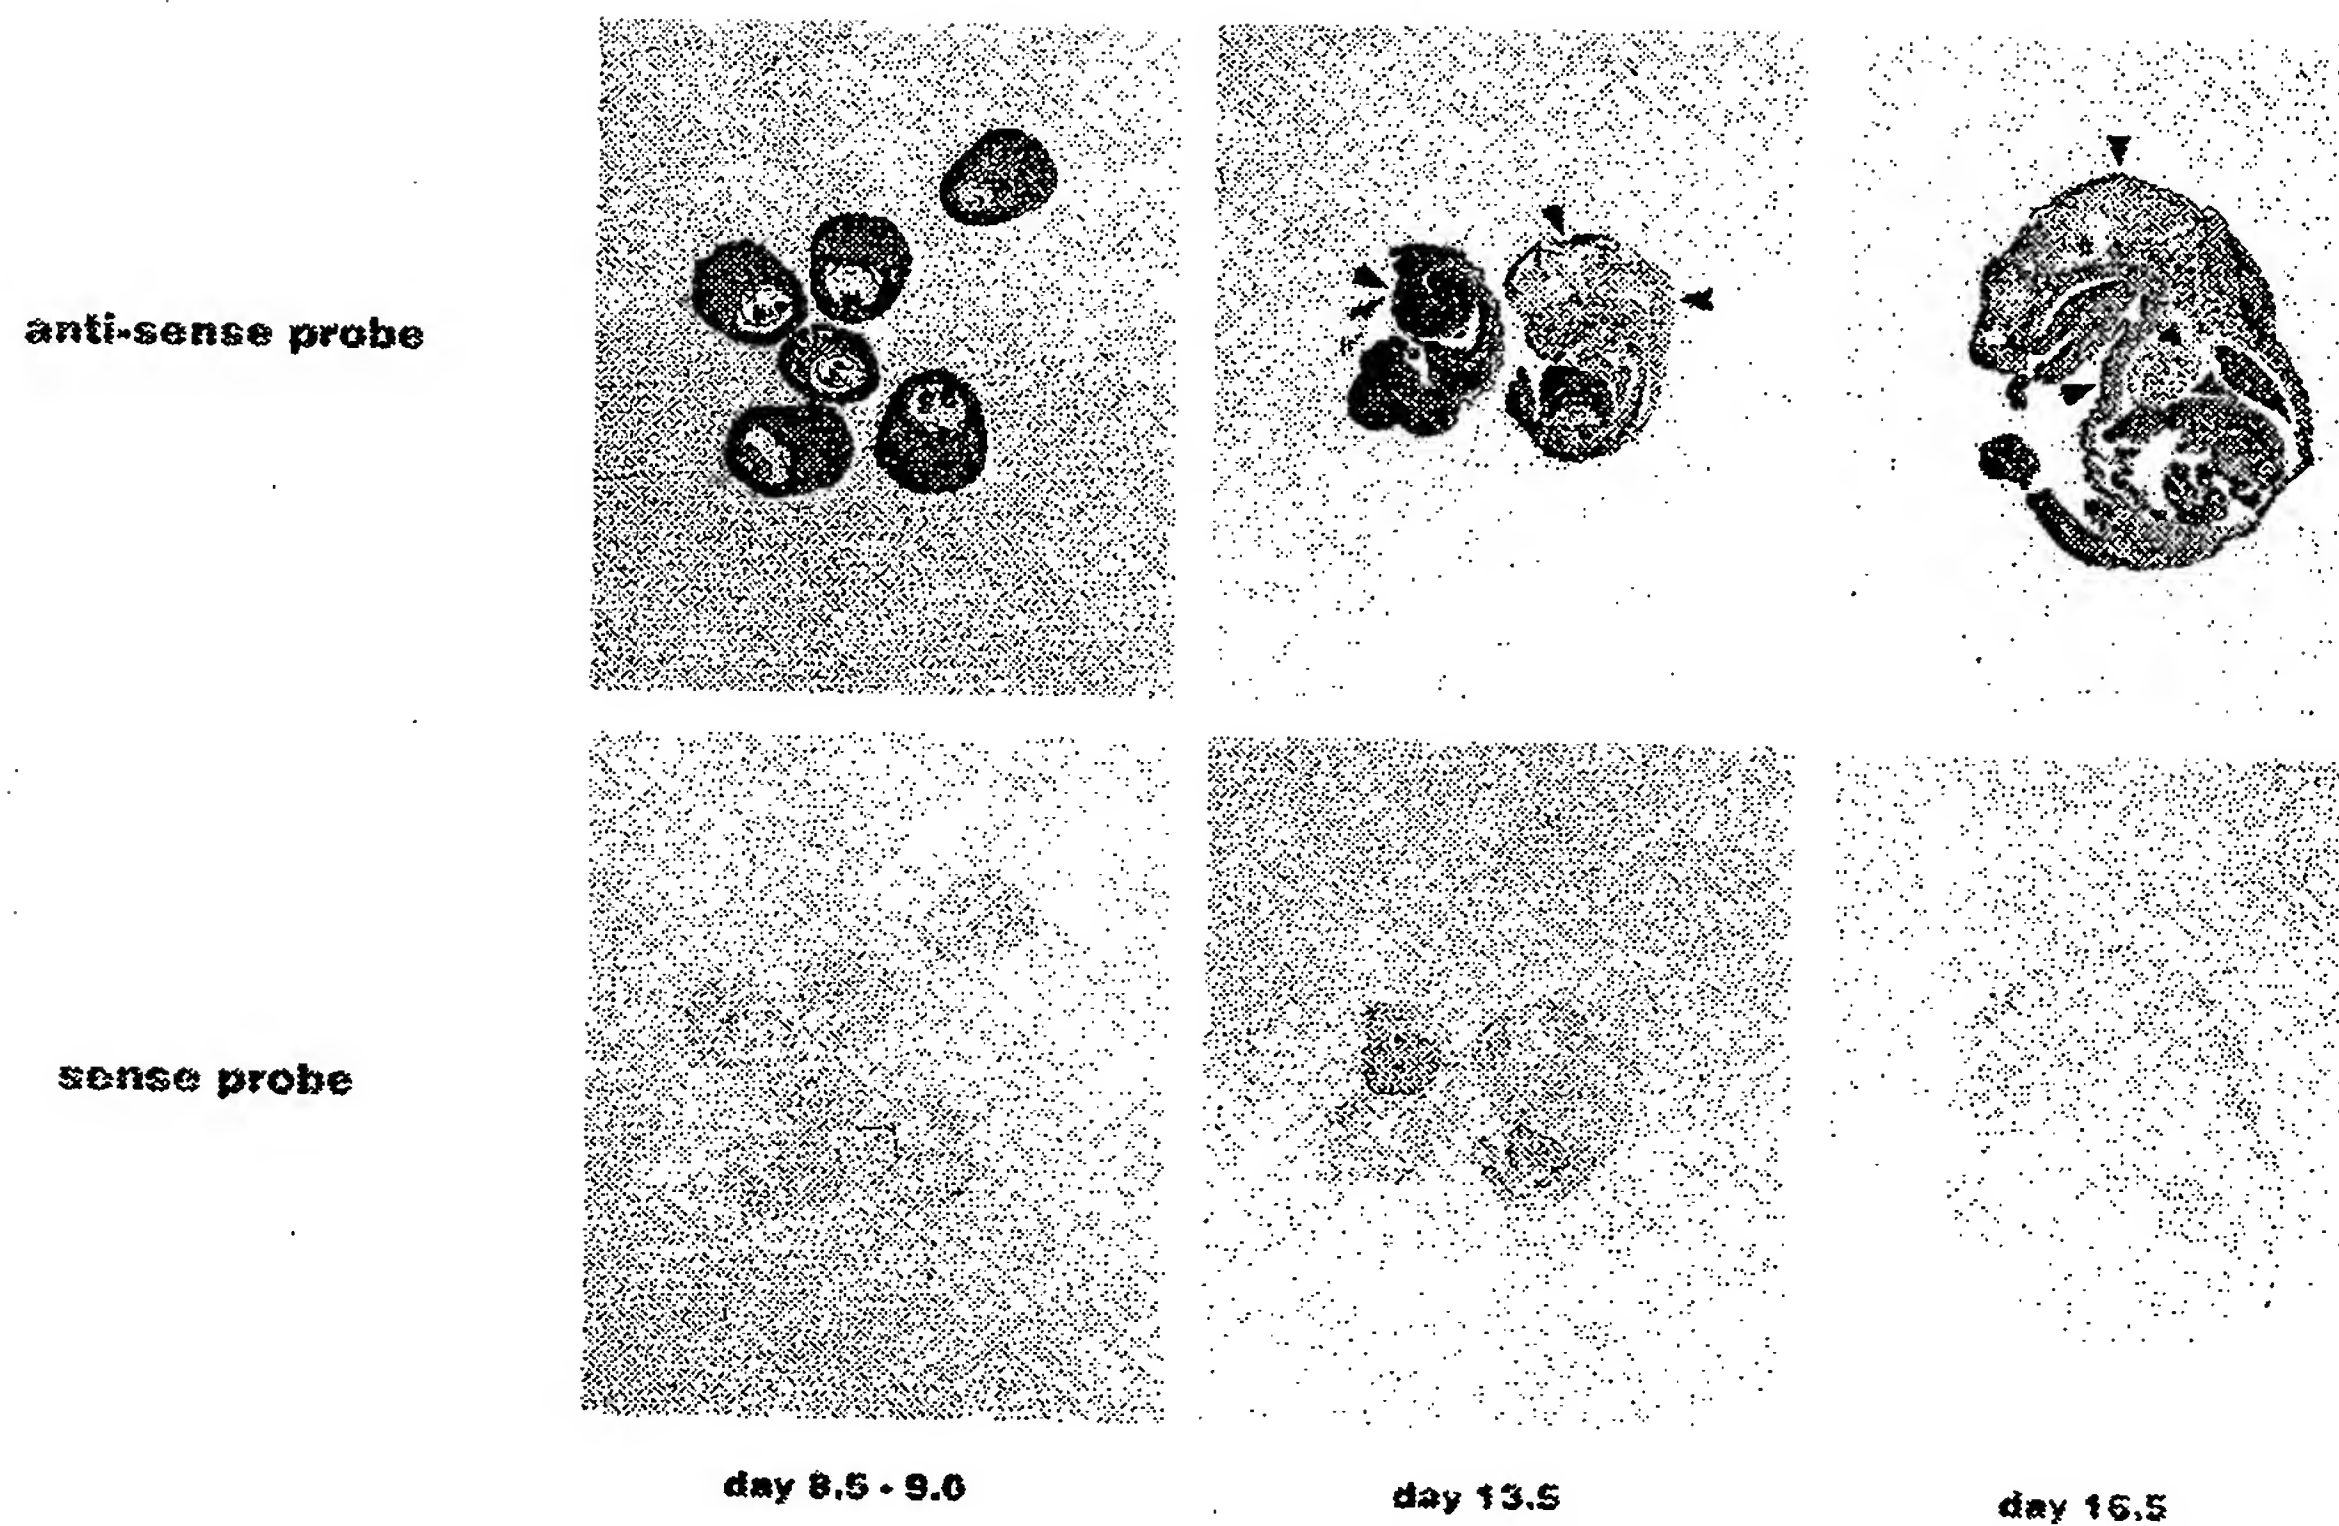 anti-sense probe
sense probe
day 8.5 - 9.0
day 13.5
day 16.5